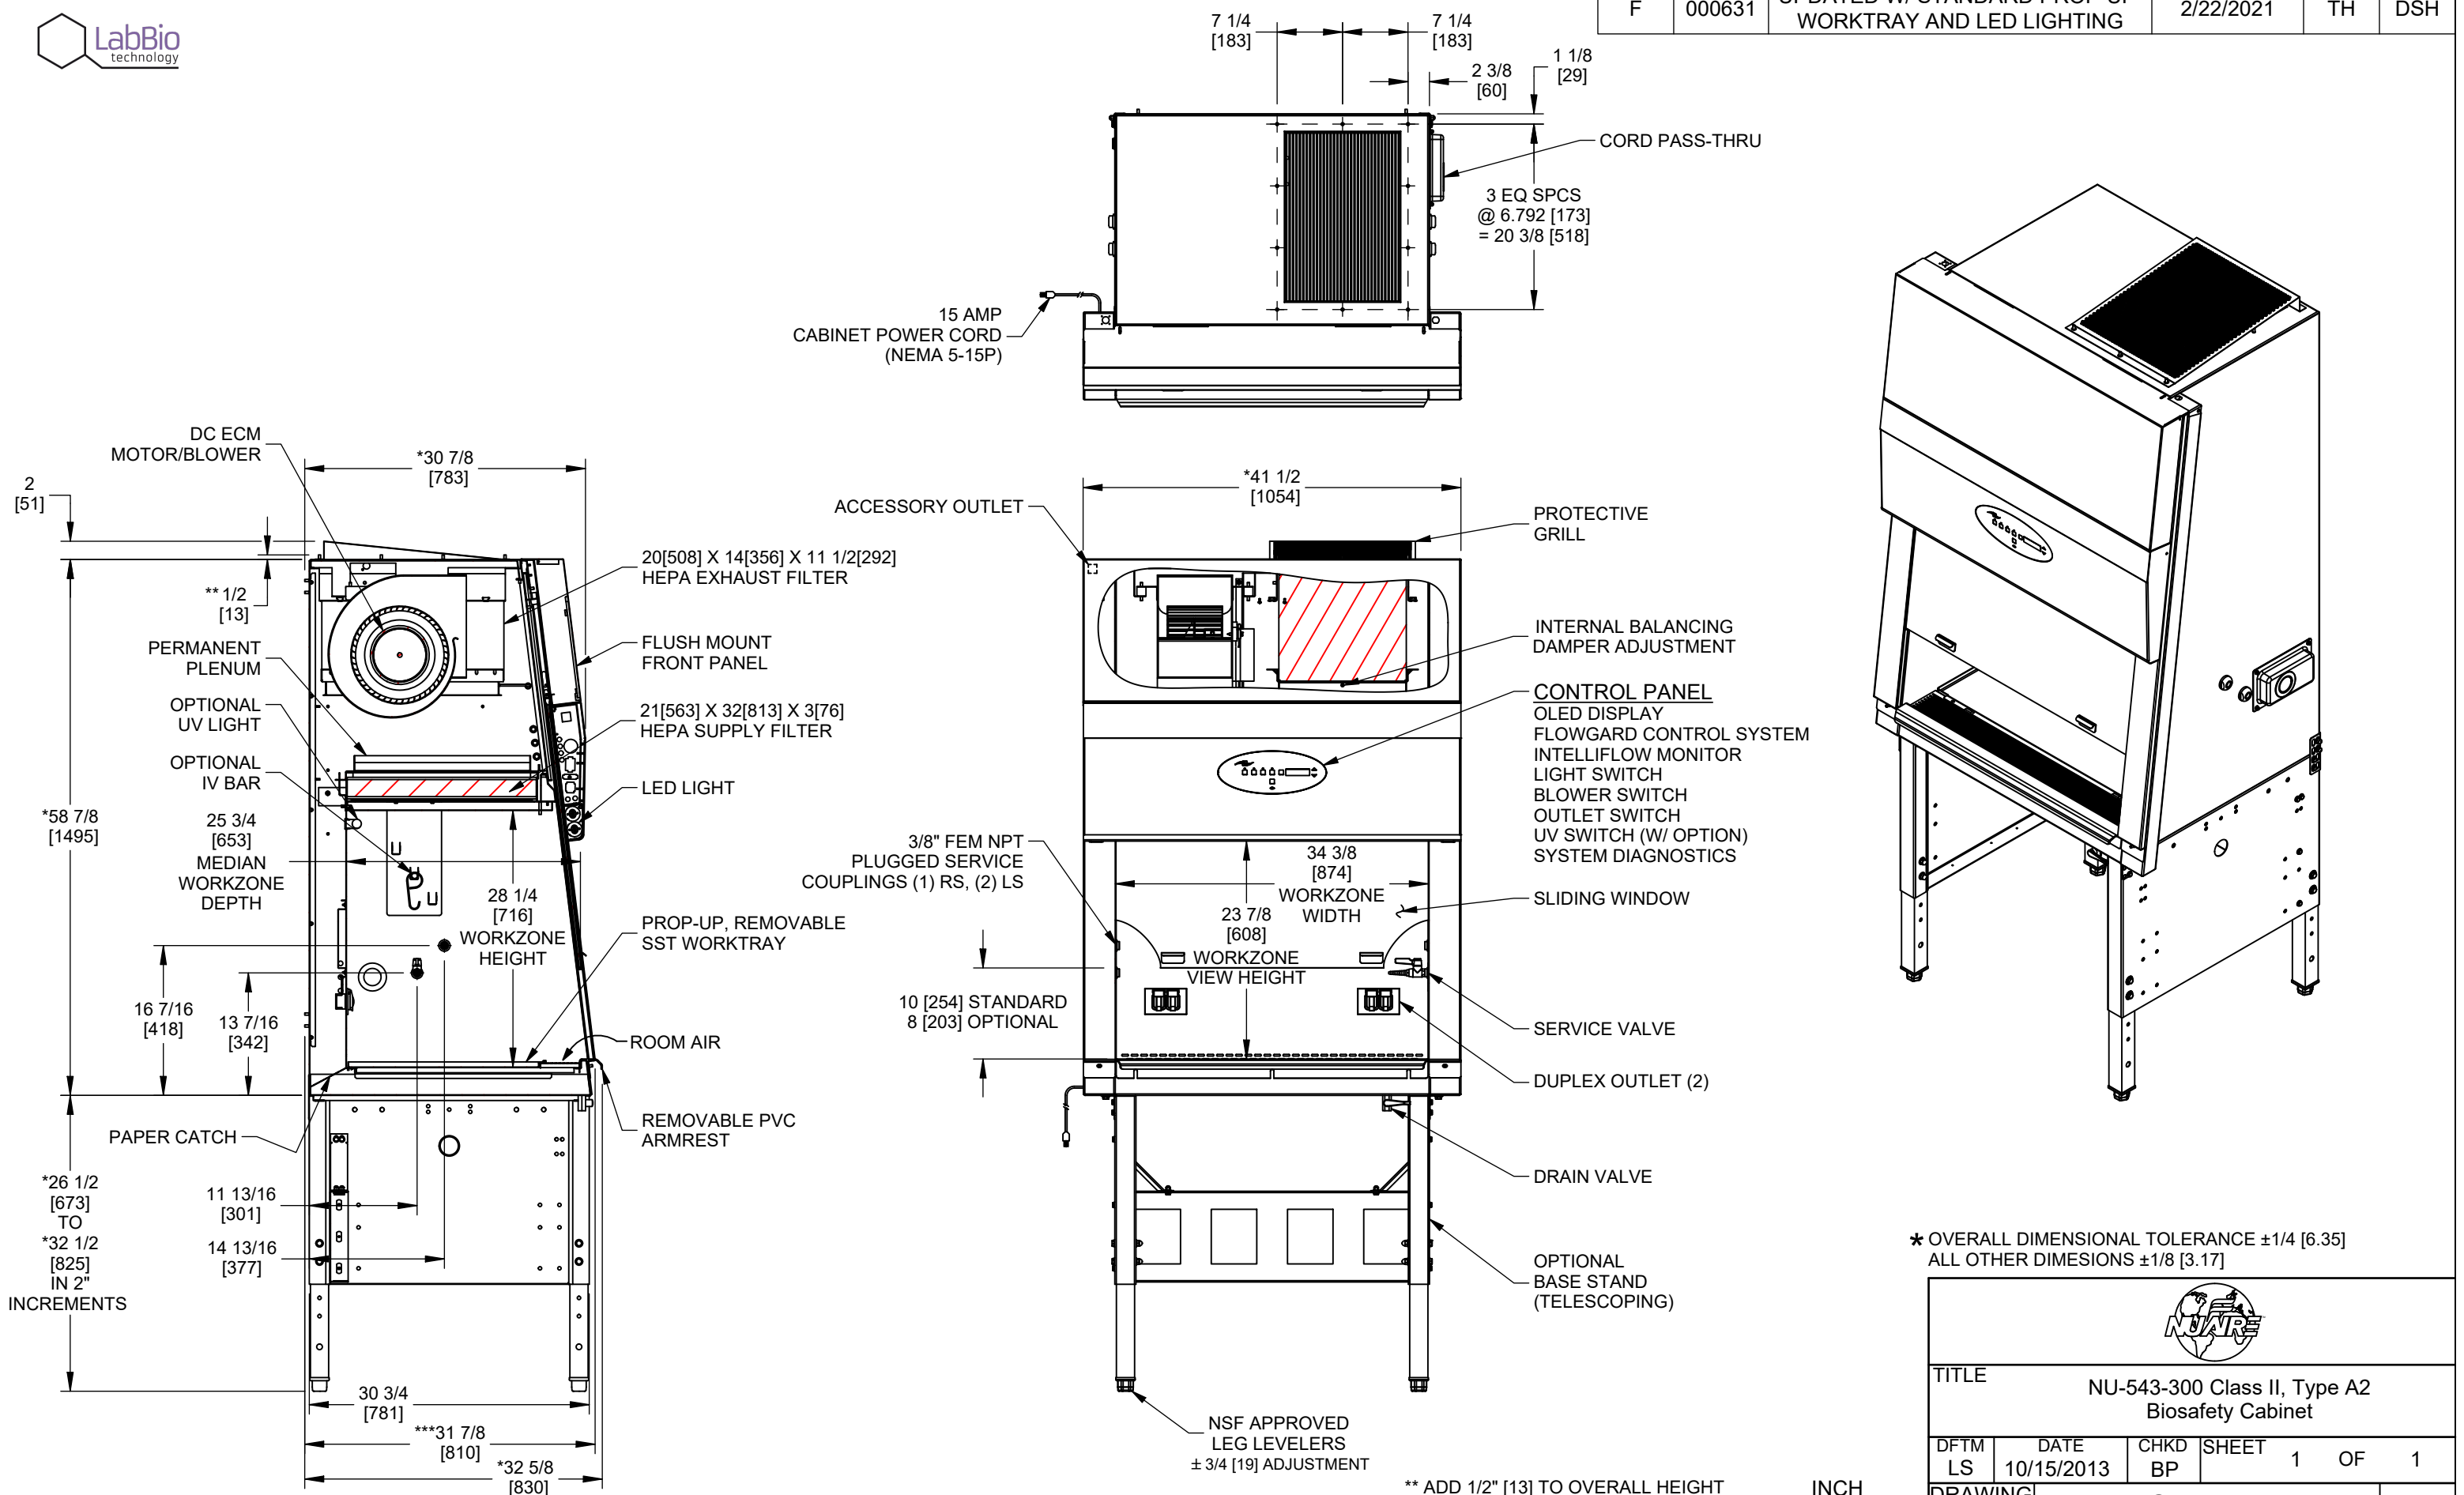 LabBio
technology
F 000631 WORKTRAY AND LED LIGHTING 2/22/2021 TH DSH
7 1/4
[183]
7 1/4
[183]
2 3/8
[60]
1 1/8
[29]
CORD PASS-THRU
3 EQ SPCS
@ 6.792 [173]
= 20 3/8 [518]
15 AMP
CABINET POWER CORD
(NEMA 5-15P)
DC ECM
MOTOR/BLOWER
*30 7/8
[783]
2
[51]
** 1/2
[13]
PERMANENT
PLENUM
OPTIONAL
UV LIGHT
OPTIONAL
IV BAR
*58 7/8
[1495]
25 3/4
[653]
MEDIAN
WORKZONE
DEPTH
20[508] X 14[356] X 11 1/2[292]
HEPA EXHAUST FILTER
FLUSH MOUNT
FRONT PANEL
21[563] X 32[813] X 3[76]
HEPA SUPPLY FILTER
LED LIGHT
28 1/4
[716]
WORKZONE
HEIGHT
PROP-UP, REMOVABLE
SST WORKTRAY
16 7/16
[418]
13 7/16
[342]
ROOM AIR
PAPER CATCH
REMOVABLE PVC
ARMREST
*26 1/2
[673]
TO
*32 1/2
[825]
IN 2"
INCREMENTS
11 13/16
[301]
14 13/16
[377]
30 3/4
[781]
***31 7/8
[810]
*32 5/8
[830]
*41 1/2
[1054]
ACCESSORY OUTLET
PROTECTIVE
GRILL
INTERNAL BALANCING
DAMPER ADJUSTMENT
CONTROL PANEL
OLED DISPLAY
FLOWGARD CONTROL SYSTEM
INTELLIFLOW MONITOR
LIGHT SWITCH
BLOWER SWITCH
OUTLET SWITCH
UV SWITCH (W/ OPTION)
SYSTEM DIAGNOSTICS
3/8" FEM NPT
PLUGGED SERVICE
COUPLINGS (1) RS, (2) LS
34 3/8
[874]
WORKZONE
WIDTH
23 7/8
[608]
WORKZONE
VIEW HEIGHT
SLIDING WINDOW
10 [254] STANDARD
8 [203] OPTIONAL
SERVICE VALVE
DUPLEX OUTLET (2)
DRAIN VALVE
OPTIONAL
BASE STAND
(TELESCOPING)
NSF APPROVED
LEG LEVELERS
± 3/4 [19] ADJUSTMENT
* OVERALL DIMENSIONAL TOLERANCE ±1/4 [6.35]
ALL OTHER DIMESIONS ±1/8 [3.17]
NUAIRE
TITLE
NU-543-300 Class II, Type A2
Biosafety Cabinet
DFTM DATE CHKD SHEET 1 OF 1
LS 10/15/2013 BP
** ADD 1/2" [13] TO OVERALL HEIGHT
INCH
DRAWING